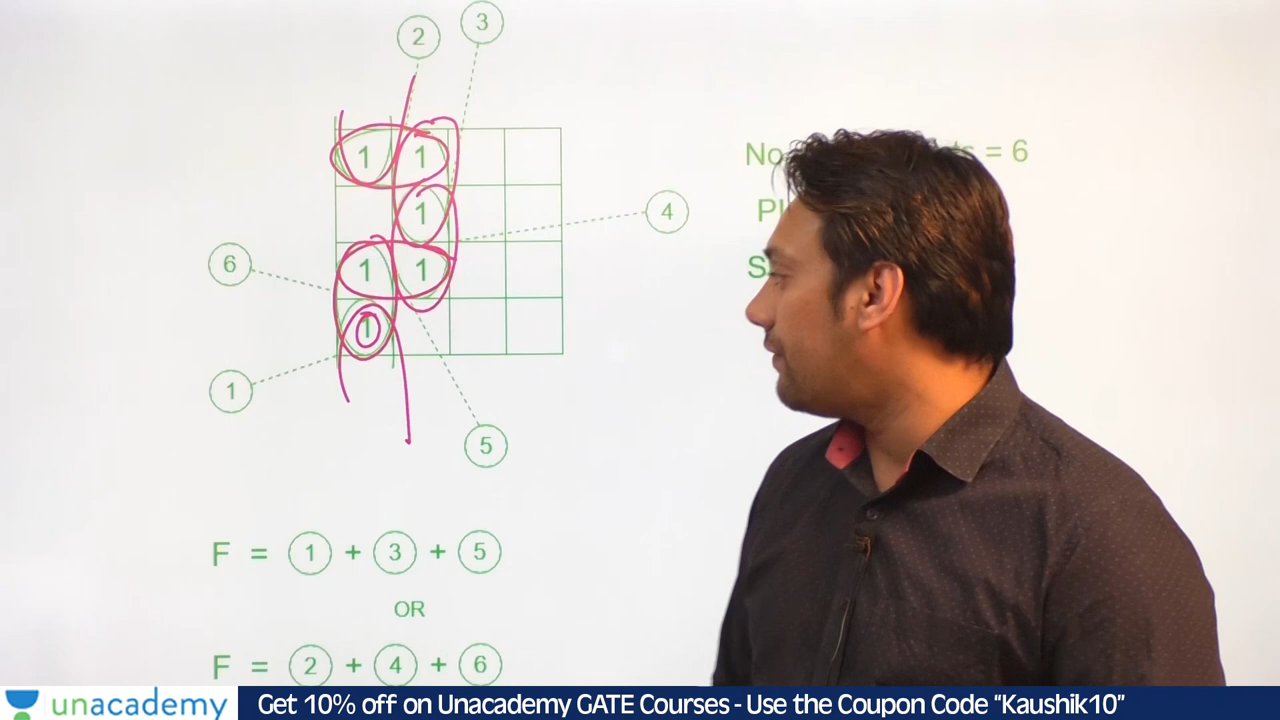 2 3
1 1
1
4
6
1 1
1
1
5
No = 6
F = 1 + 3 + 5
OR
F = 2 + 4 + 6
unacademy
Get 10% off on Unacademy GATE Courses - Use the Coupon Code “Kaushik10”